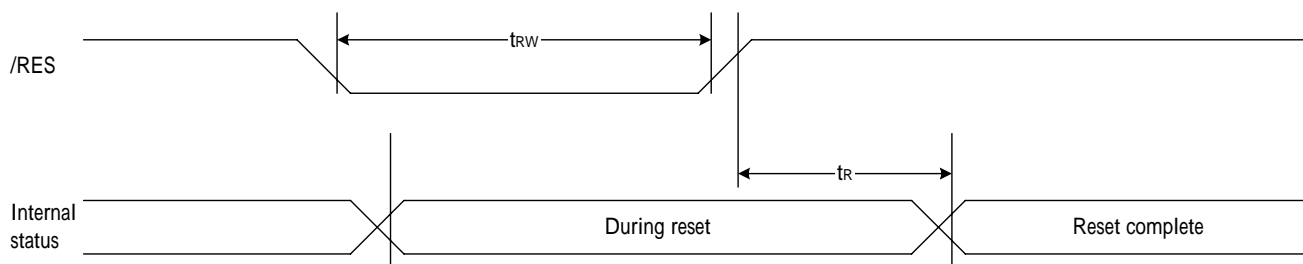 /RES
tRW
tR
Internal
status
During reset
Reset complete